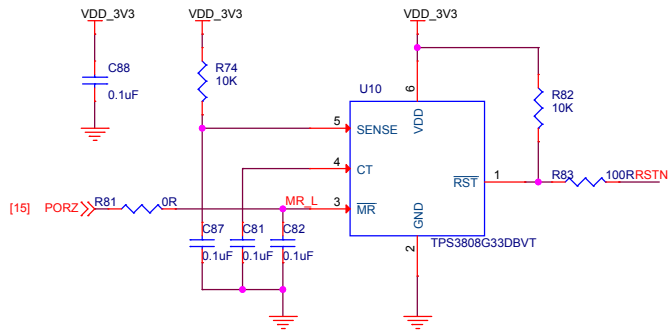 VDD_3V3
VDD_3V3
VDD_3V3
C88
0.1uF
R74
10K
U10
6
R82
10K
5
SENSE
VDD
4
CT
1
RST
R83
100R
RSTN
[15]
PORZ
R81
0R
MR_L
3
MR
GND
2
C87
C81
C82
0.1uF
0.1uF
0.1uF
TPS3808G33DBVT